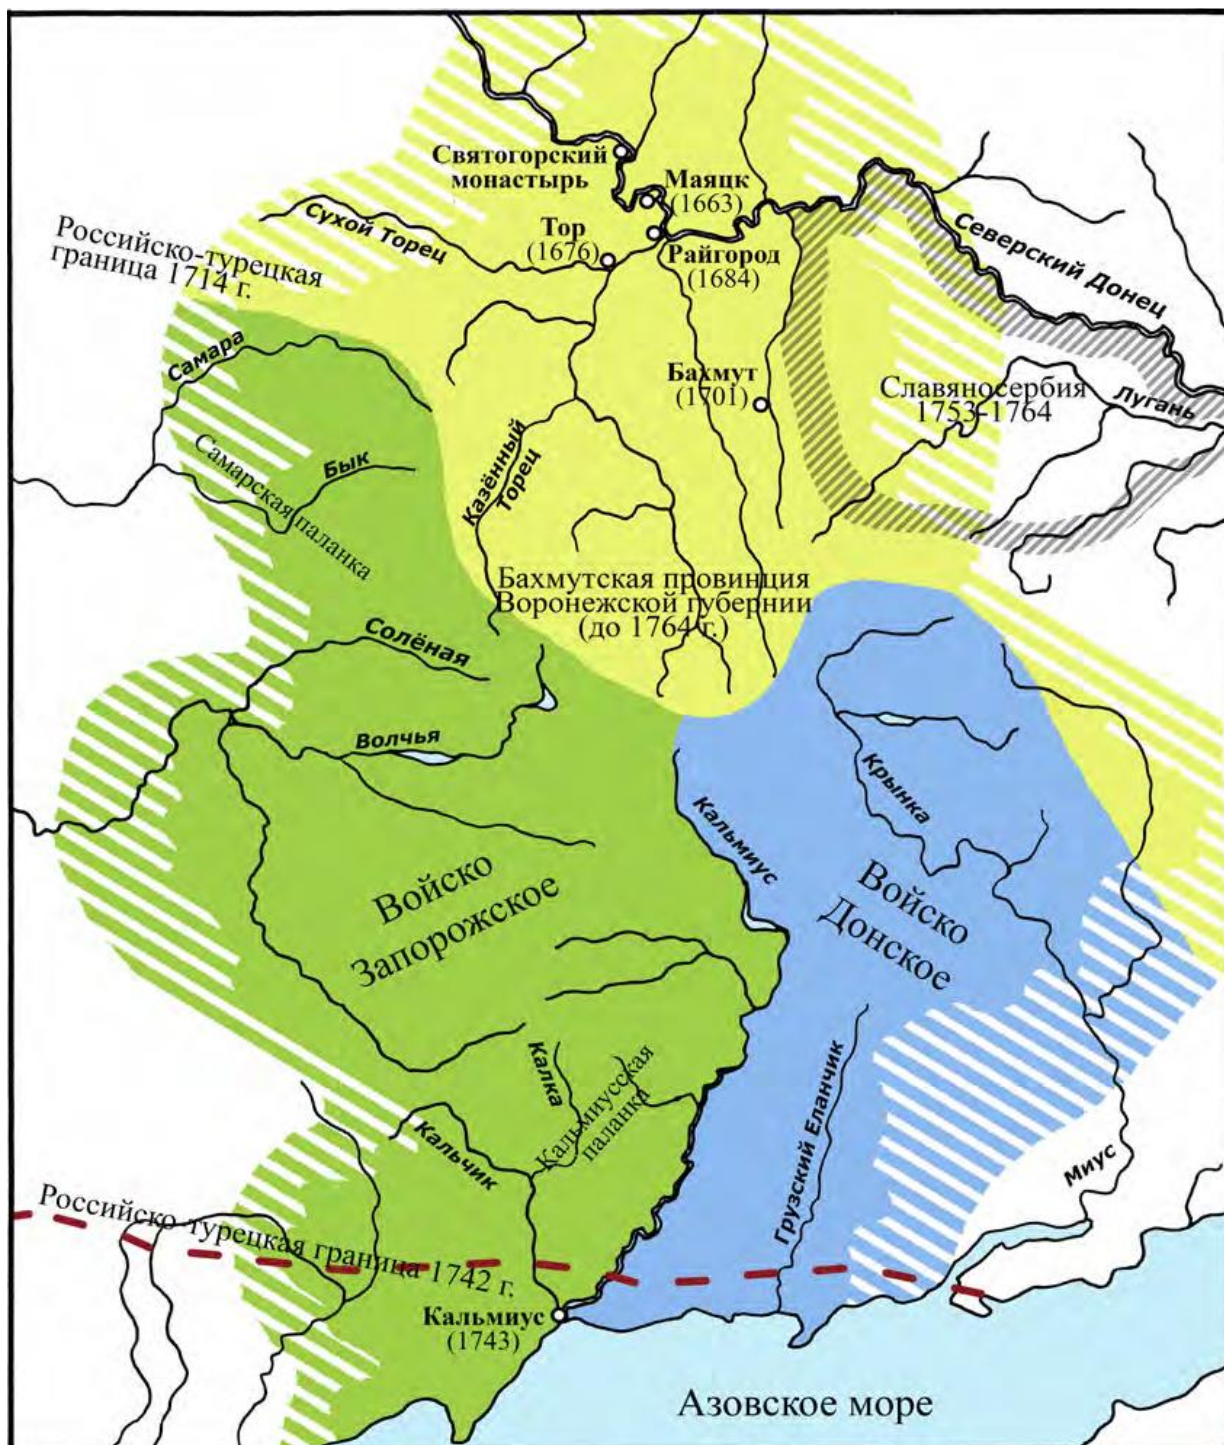 Святогорский
монастырь
Маяцк
(1663)
Сухой Торец
Тор
(1676)
Райгород
(1684)
Северский Донец
Российско-турецкая
граница 1714 г.
Самара
Бахмут
(1701)
Славяносербия
1753-1764
Лугань
Самарская паланка
Бык
Казённый
Торец
Бахмутская провинция
Воронежской губернии
(до 1764 г.)
Солёная
Волчья
Кальмиус
Крынка
Войско
Запорожское
Войско
Донское
Калка
Кальмиусская
паланка
Кальчик
Грузский Еланчик
Миус
Российско-турецкая граница 1742 г.
Кальмиус
(1743)
Азовское море